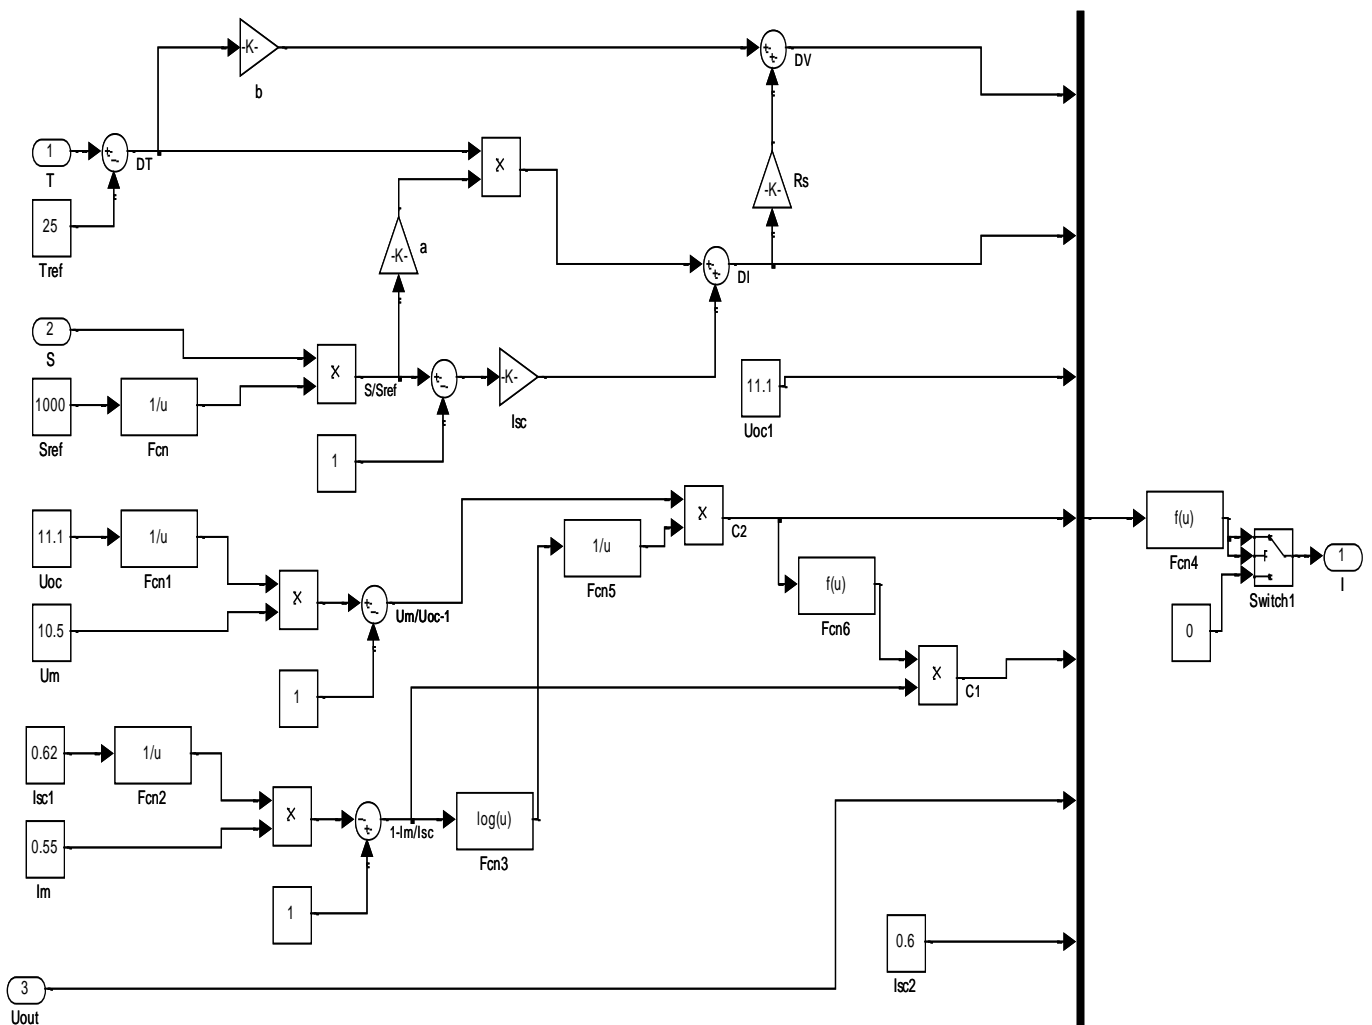 -K-
b
+
+
DV
1
T
+
-
DT
X
-K-
Rs
25
Tref
-K-
a
+
+
DI
2
S
X
S/Sref
+
-
-K-
Isc
11.1
Uoc1
1000
Sref
1/u
Fcn
1
11.1
Uoc
1/u
Fcn1
X
+
-
Um/Uoc-1
10.5
Um
1
1/u
Fcn5
X
C2
f(u)
Fcn6
X
C1
f(u)
Fcn4
Switch1
1
I
0
0.62
Isc1
1/u
Fcn2
X
-
+
1-Im/Isc
log(u)
Fcn3
0.55
Im
1
0.6
Isc2
3
Uout